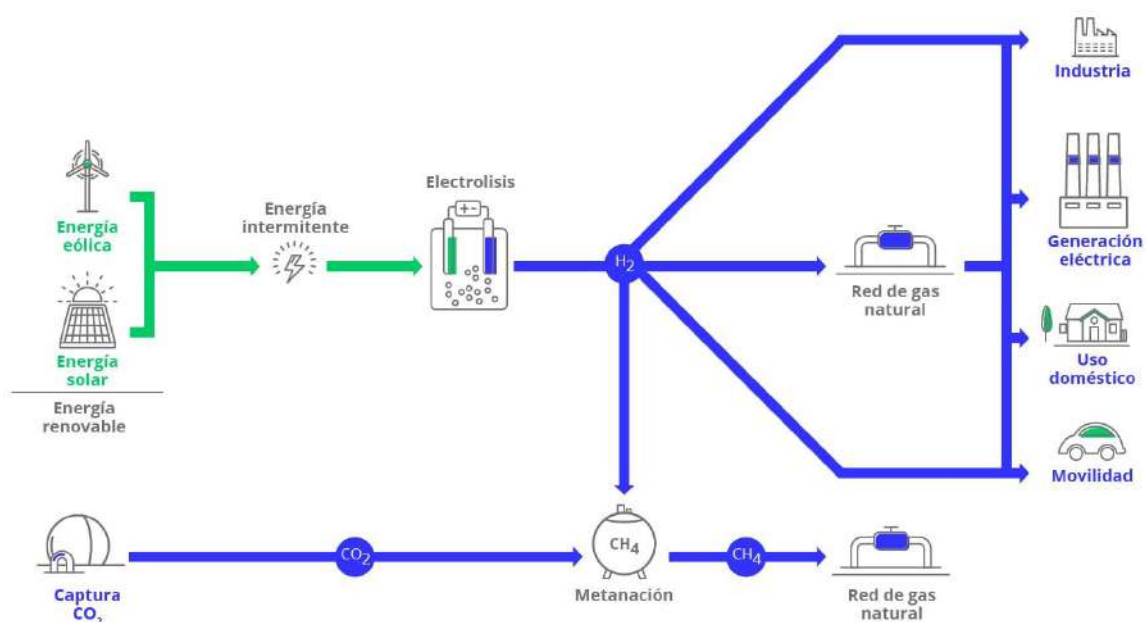 Industria
Electrolisis
+ -
Energía
intermitente
Energía
eólica
H2
Generación
eléctrica
Red de gas
natural
Energía
solar
Energía
renovable
Uso
doméstico
Movilidad
CO2
CH4
CH4
Captura
CO2
Metanación
Red de gas
natural